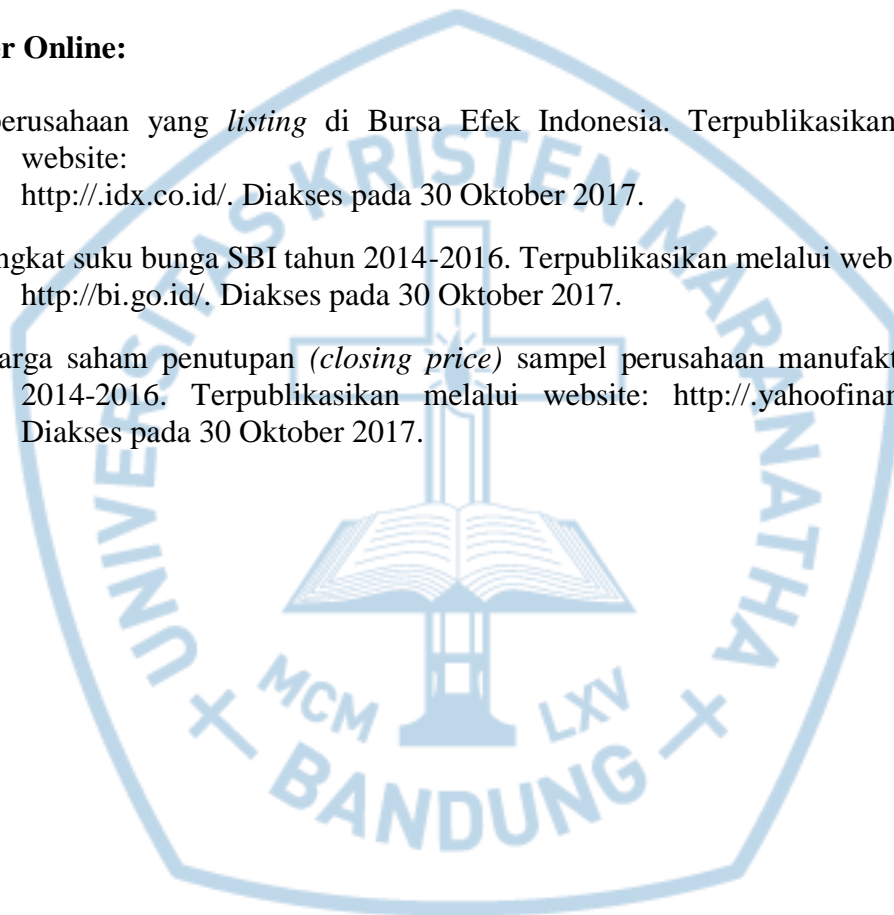 r Online:
perusahaan yang listing di Bursa Efek Indonesia. Terpublikasikan
website:
http://.idx.co.id/. Diakses pada 30 Oktober 2017.
ngkat suku bunga SBI tahun 2014-2016. Terpublikasikan melalui web
http://bi.go.id/. Diakses pada 30 Oktober 2017.
arga saham penutupan (closing price) sampel perusahaan manufakt
2014-2016. Terpublikasikan melalui website: http://.yahoofinan
Diakses pada 30 Oktober 2017.
UNIVERSITAS KRISTEN MARANATHA
MCM LXV
BANDUNG